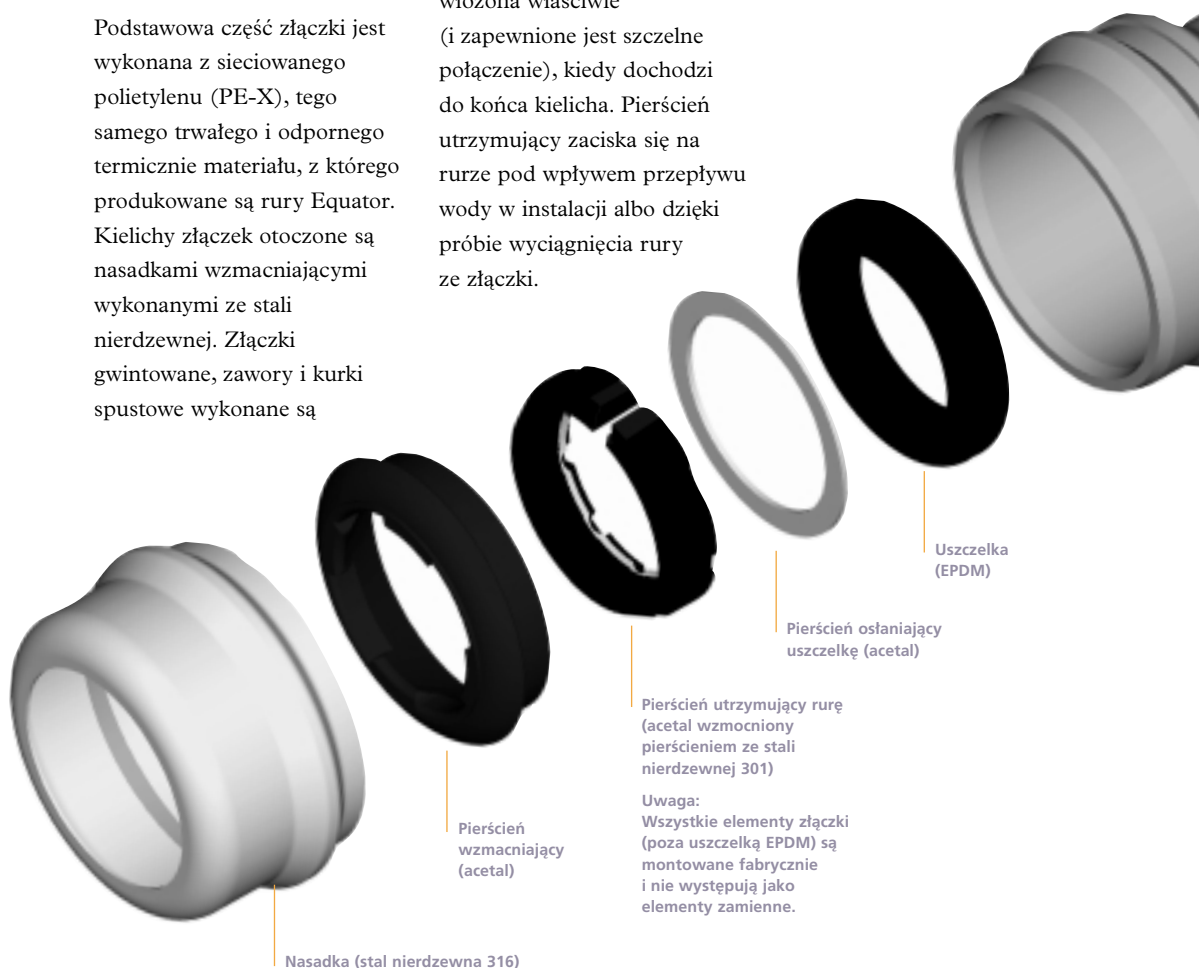 Podstawowa część złączki jest
wykonana z sieciowanego
polietylenu (PE-X), tego
samego trwałego i odpornego
termicznie materiału, z którego
produkowane są rury Equator.
Kielichy złączek otoczone są
nasadkami wzmacniającymi
wykonanymi ze stali
nierdzewnej. Złączki
gwintowane, zawory i kurki
spustowe wykonane są
włożona właściwie
(i zapewnione jest szczelne
połączenie), kiedy dochodzi
do końca kielicha. Pierścień
utrzymujący zaciska się na
rurze pod wpływem przepływu
wody w instalacji albo dzięki
próbie wyciągnięcia rury
ze złączki.
Uszczelka
(EPDM)
Pierścień osłaniający
uszczelkę (acetal)
Pierścień utrzymujący rurę
(acetal wzmocniony
pierścieniem ze stali
nierdzewnej 301)
Uwaga:
Wszystkie elementy złączki
(poza uszczelką EPDM) są
montowane fabrycznie
i nie występują jako
elementy zamienne.
Pierścień
wzmacniający
(acetal)
Nasadka (stal nierdzewna 316)